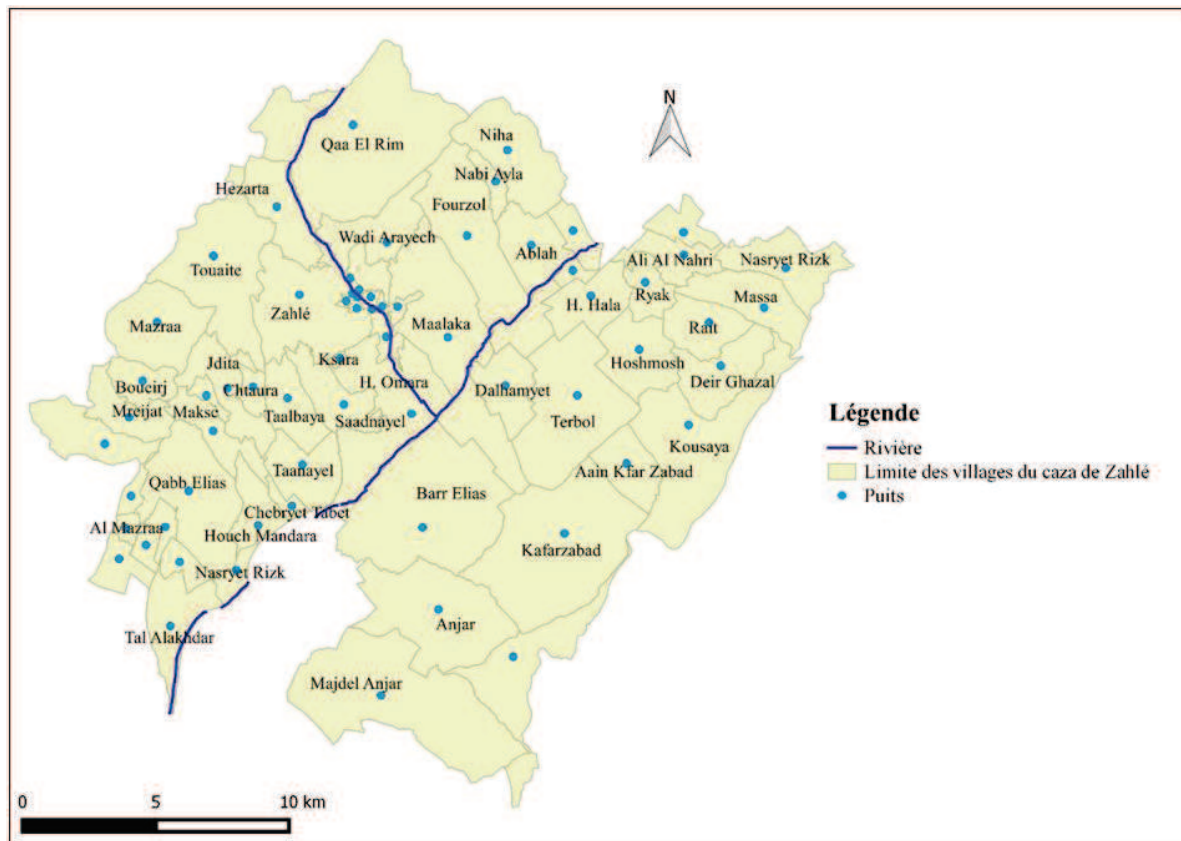 N
Niha
Qaa El Rim
Nabi Ayla
Hezarta
Fourzol
Wadi Arayech
Ablah
Ali Al Nahri
Nasryet Rizk
Touaite
Ryak
H. Hala
Massa
Zahlé
Mazraa
Maalaka
Rait
Jdita
Ksara
Hoshmosh
Boucirj
Chtaura
H. Omara
Dalhamyet
Deir Ghazal
Mreijat
Makse
Taalbaya
Saadnayel
Terbol
Légende
Kousaya
Rivière
Taanayel
Aain Kfar Zabad
Limite des villages du caza de Zahlé
Qabb Elias
Barr Elias
Puits
Chebryet Tabet
Al Mazraa
Houch Mandara
Kafarzabad
Nasryet Rizk
Anjar
Tal Alakhdar
Majdel Anjar
0 5 10 km